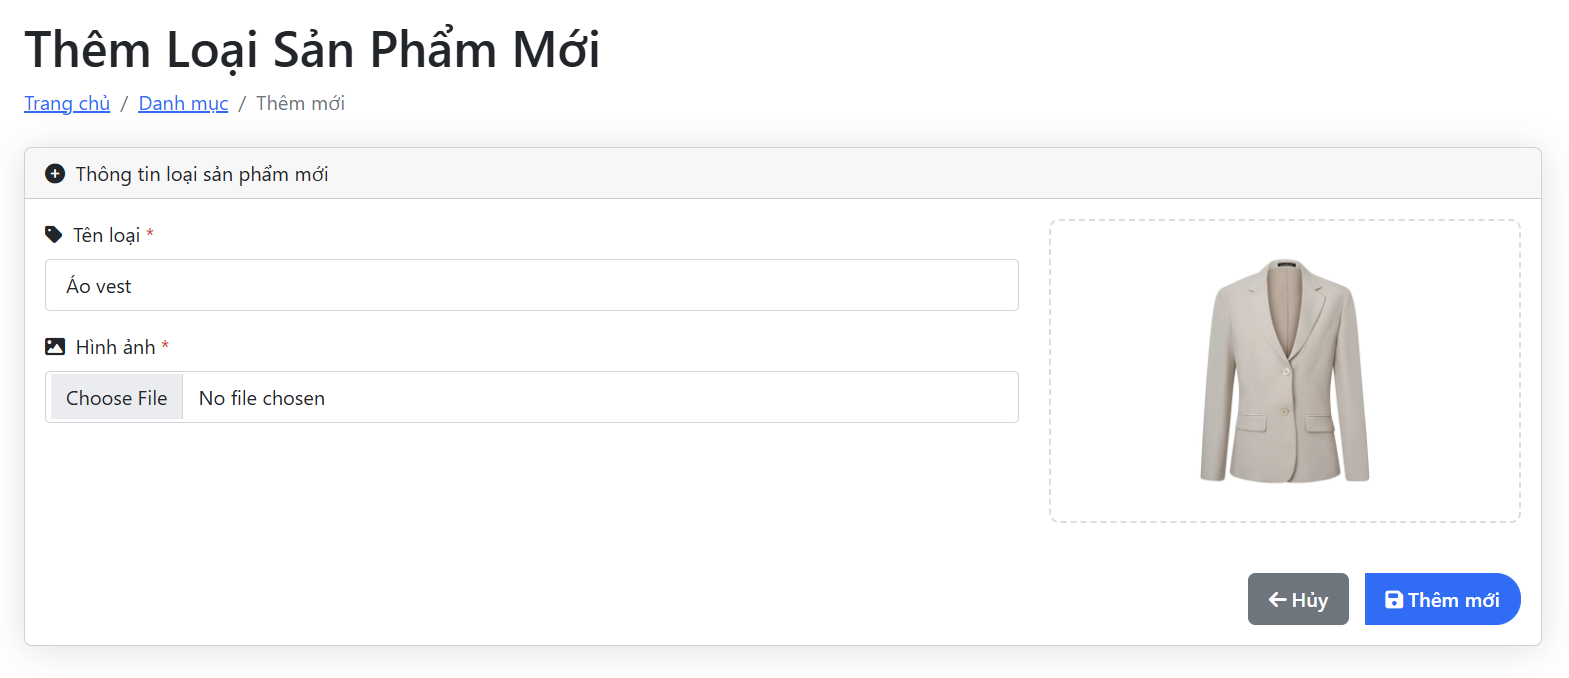 Thêm Loại Sản Phẩm Mới
Trang chủ / Danh mục / Thêm mới
Thông tin loại sản phẩm mới
Tên loại *
Áo vest
Hình ảnh *
Choose File No file chosen
Hủy Thêm mới